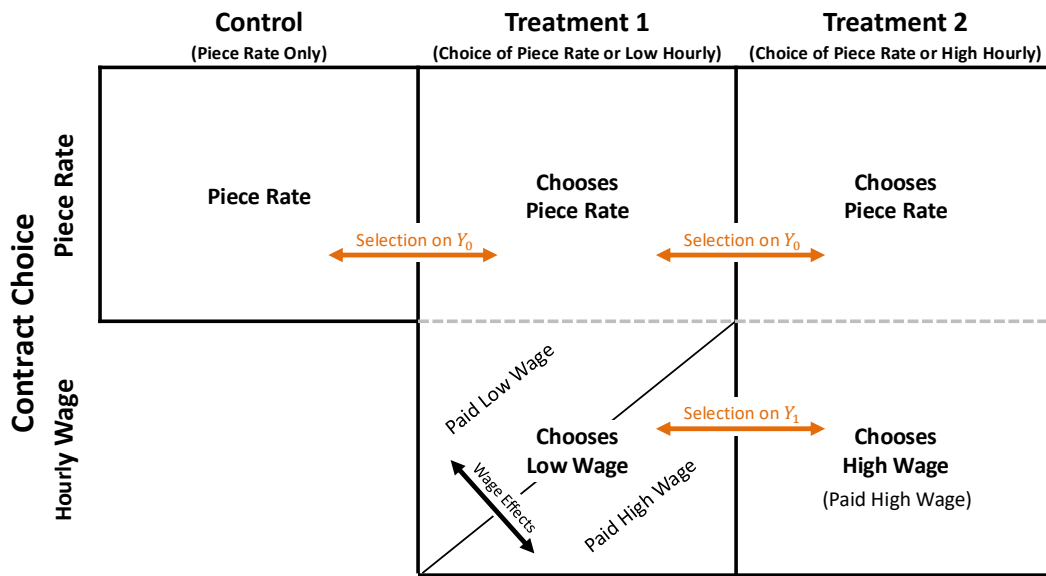 Control
(Piece Rate Only)
Treatment 1
(Choice of Piece Rate or Low Hourly)
Treatment 2
(Choice of Piece Rate or High Hourly)
Contract Choice
Piece Rate
Hourly Wage
Piece Rate
Chooses
Piece Rate
Chooses
Piece Rate
Selection on Y₀
Selection on Y₀
Paid Low Wage
Chooses
Low Wage
Wage Effects
Paid High Wage
Selection on Y₁
Chooses
High Wage
(Paid High Wage)